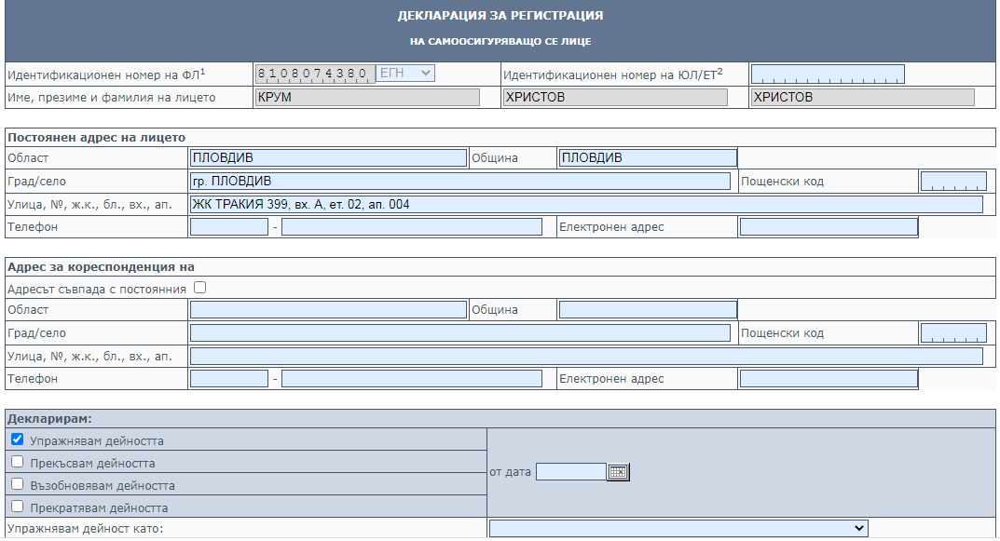 ДЕКЛАРАЦИЯ ЗА РЕГИСТРАЦИЯ
НА САМООСИГУРЯВАЩО СЕ ЛИЦЕ
Идентификационен номер на ФЛ1 8108074380 ЕГН Идентификационен номер на ЮЛ/ЕТ2
Име, презиме и фамилия на лицето КРУМ ХРИСТОВ ХРИСТОВ
Постоянен адрес на лицето
Област ПЛОВДИВ Община ПЛОВДИВ
Град/село гр. ПЛОВДИВ Пощенски код
Улица, №, ж.к., бл., вх., ап. ЖК ТРАКИЯ 399, вх. А, ет. 02, ап. 004
Телефон - Електронен адрес
Адрес за кореспонденция на
Адресът съвпада с постоянния
Област Община
Град/село Пощенски код
Улица, №, ж.к., бл., вх., ап.
Телефон - Електронен адрес
Декларирам:
Упражнявам дейността
Прекъсвам дейността
от дата
Възобновявам дейността
Прекратявам дейността
Упражнявам дейност като: